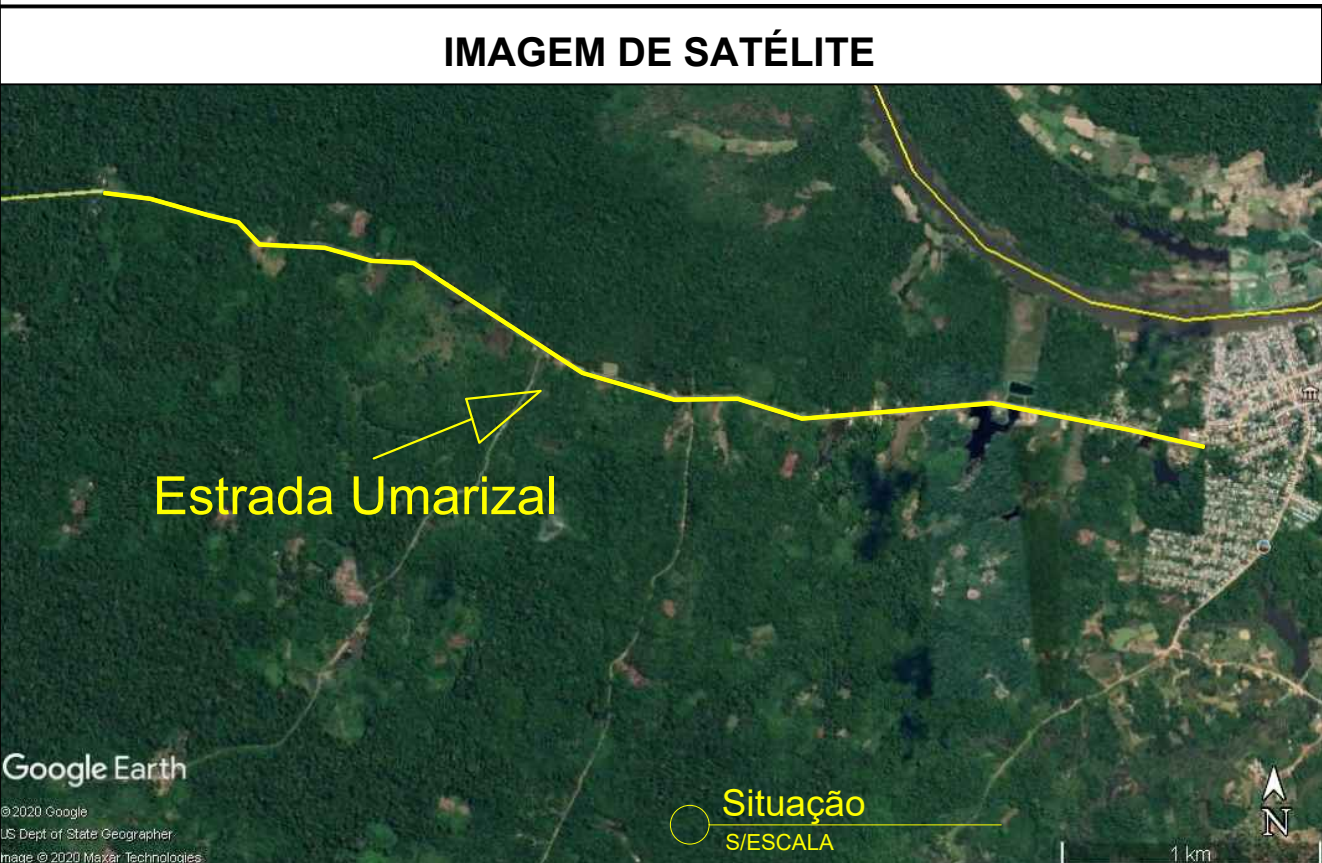 IMAGEM DE SATÉLITE
Estrada Umarizal
Google Earth
©2020 Google
US Dept of State Geographer
mage © 2020 Maxar Technologies
Situação
S/ESCALA
N
1 km